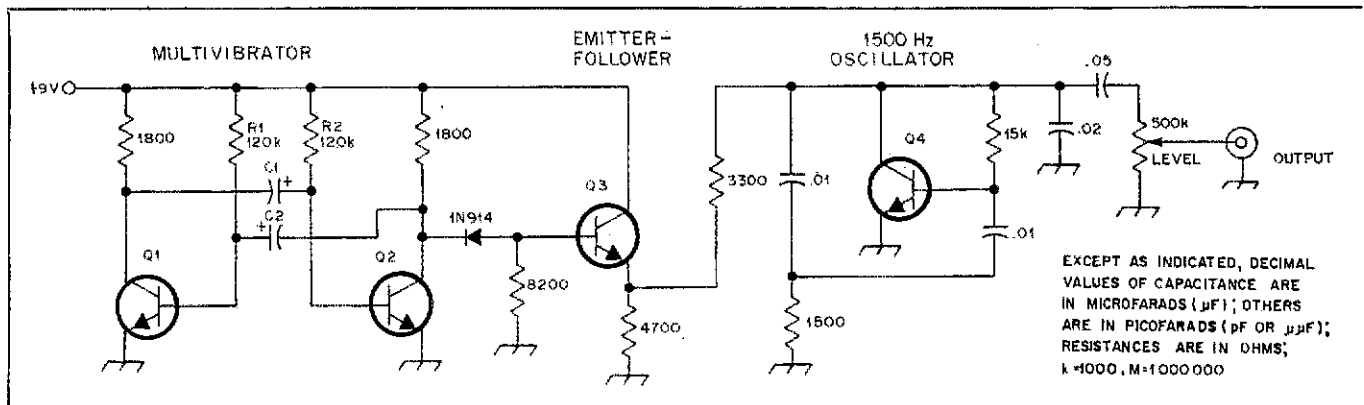 MULTIVIBRATOR
EMITTER-
FOLLOWER
1500 Hz
OSCILLATOR
+9V
1800
R1
120k
R2
120k
1800
C1
+
+
C2
Q1
Q2
1N914
8200
Q3
4700
3300
.01
1500
Q4
15k
.01
.02
.05
500k
LEVEL
OUTPUT
EXCEPT AS INDICATED, DECIMAL
VALUES OF CAPACITANCE ARE
IN MICROFARADS (µF); OTHERS
ARE IN PICOFARADS (pF OR µµF);
RESISTANCES ARE IN OHMS;
k=1000, M=1000000